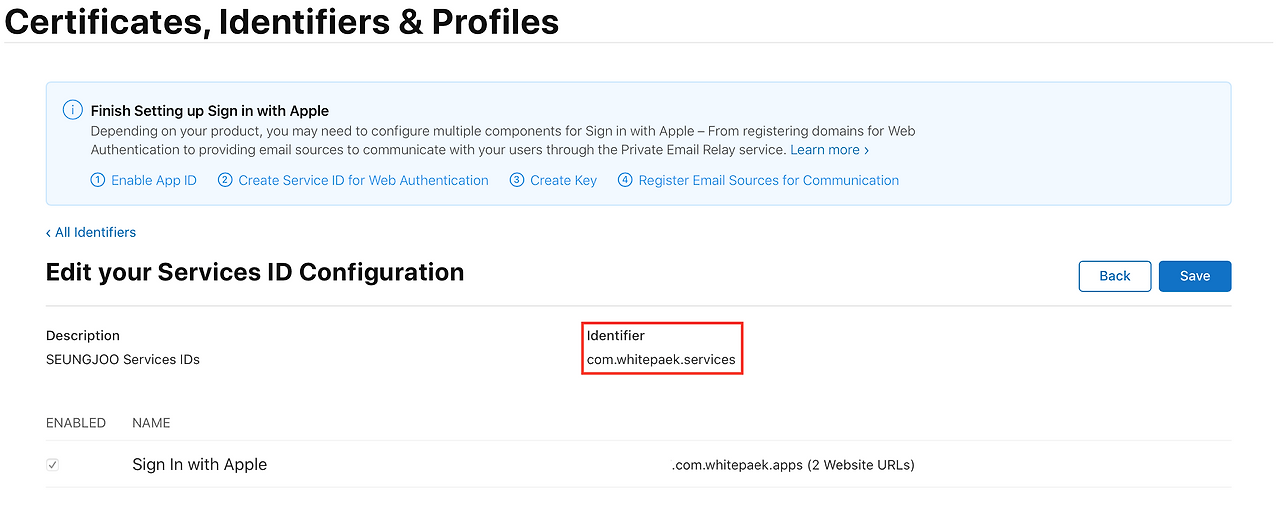 Certificates, Identifiers & Profiles
Finish Setting up Sign in with Apple
Depending on your product, you may need to configure multiple components for Sign in with Apple – From registering domains for Web
Authentication to providing email sources to communicate with your users through the Private Email Relay service. Learn more ›
1 Enable App ID 2 Create Service ID for Web Authentication 3 Create Key 4 Register Email Sources for Communication
‹ All Identifiers
Edit your Services ID Configuration
Back Save
Description Identifier
SEUNGJOO Services IDs com.whitepaek.services
ENABLED NAME
Sign In with Apple .com.whitepaek.apps (2 Website URLs)